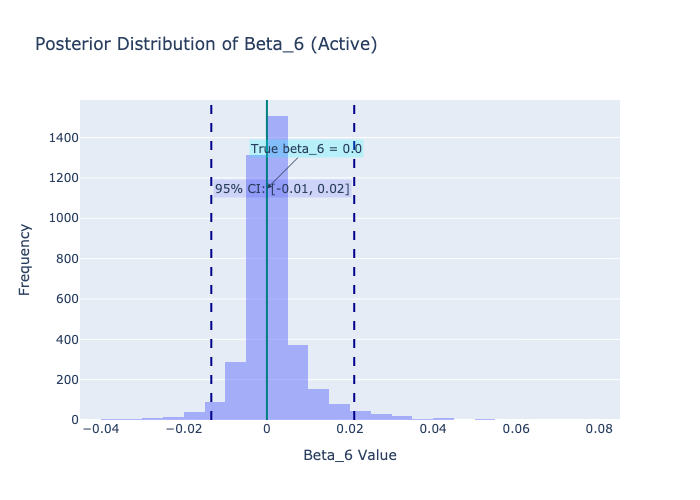 Posterior Distribution of Beta_6 (Active)
1400
1200
1000
800
600
400
200
0
Frequency
True beta_6 = 0.0
95% CI: [-0.01, 0.02]
−0.04 −0.02 0 0.02 0.04 0.06 0.08
Beta_6 Value